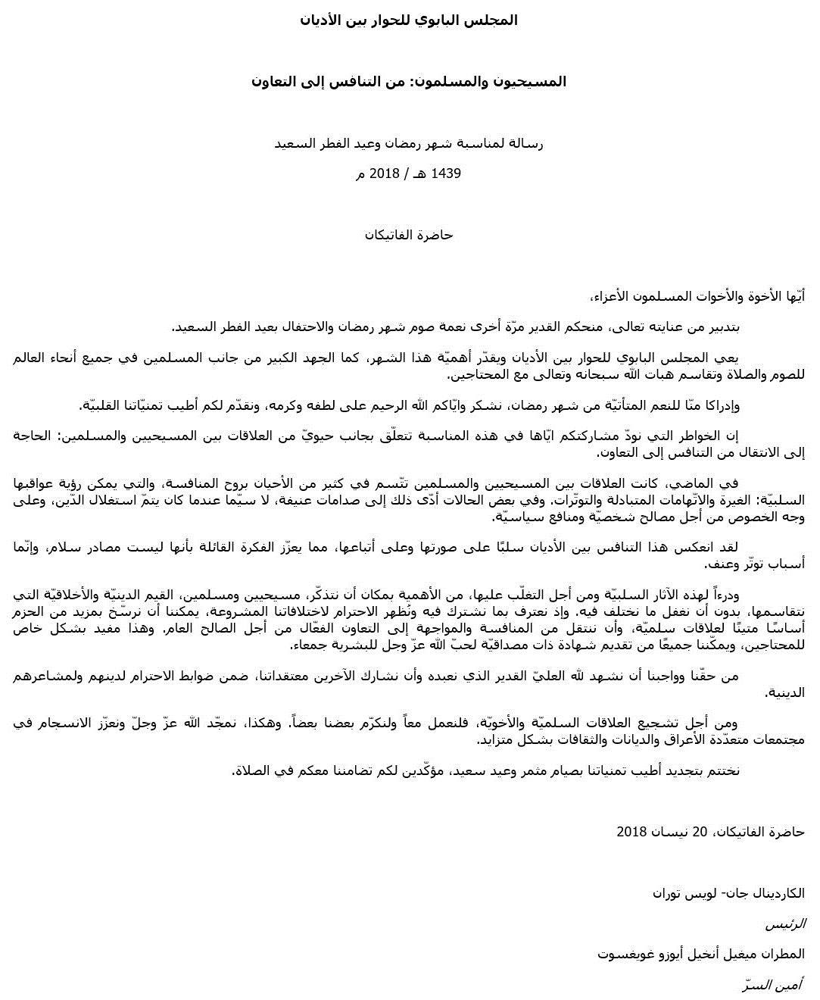 المجلس البابوي للحوار بين الأديان
المسيحيون والمسلمون: من التنافس إلى التعاون
رسالة لمناسبة شهر رمضان وعيد الفطر السعيد
1439 هـ / 2018 م
حاضرة الفاتيكان
أيّها الأخوة والأخوات المسلمون الأعزاء،
بتدبير من عنايته تعالى، منحكم القدير مرّة أخرى نعمة صوم شهر رمضان والاحتفال بعيد الفطر السعيد.
يعي المجلس البابوي للحوار بين الأديان ويقدّر أهميّة هذا الشهر، كما الجهد الكبير من جانب المسلمين في جميع أنحاء العالم
للصوم والصلاة وتقاسم هبات الله سبحانه وتعالى مع المحتاجين.
وإدراكا منّا للنعم المتأتيّة من شهر رمضان، نشكر وايّاكم الله الرحيم على لطفه وكرمه، ونقدّم لكم أطيب تمنيّاتنا القلبيّة.
إن الخواطر التي نودّ مشاركتكم ايّاها في هذه المناسبة تتعلّق بجانب حيويّ من العلاقات بين المسيحيين والمسلمين: الحاجة
إلى الانتقال من التنافس إلى التعاون.
في الماضي، كانت العلاقات بين المسيحيين والمسلمين تتّسم في كثير من الأحيان بروح المنافسة، والتي يمكن رؤية عواقبها
السلبيّة: الغيرة والاتّهامات المتبادلة والتوتّرات. وفي بعض الحالات أدّى ذلك إلى صدامات عنيفة، لا سيّما عندما كان يتمّ استغلال الدّين، وعلى
وجه الخصوص من أجل مصالح شخصيّة ومنافع سياسيّة.
لقد انعكس هذا التنافس بين الأديان سلبًا على صورتها وعلى أتباعها، مما يعزّز الفكرة القائلة بأنها ليست مصادر سلام، وإنّما
أسباب توتّر وعنف.
ودرءاً لهذه الآثار السلبيّة ومن أجل التغلّب عليها، من الأهمية بمكان أن نتذكّر، مسيحيين ومسلمين، القيم الدينيّة والأخلاقيّة التي
نتقاسمها، بدون أن نغفل ما نختلف فيه. وإذ نعترف بما نشترك فيه ونُظهر الاحترام لاختلافاتنا المشروعة، يمكننا أن نرسّخ بمزيد من الحزم
أساسًا متينًا لعلاقات سلميّة، وأن ننتقل من المنافسة والمواجهة إلى التعاون الفعّال من أجل الصالح العام. وهذا مفيد بشكل خاص
للمحتاجين، ويمكّننا جميعًا من تقديم شهادة ذات مصداقيّة لحبّ الله عزّ وجل للبشرية جمعاء.
من حقّنا وواجبنا أن نشهد لله العليّ القدير الذي نعبده وأن نشارك الآخرين معتقداتنا، ضمن ضوابط الاحترام لدينهم ولمشاعرهم
الدينية.
ومن أجل تشجيع العلاقات السلميّة والأخويّة، فلنعمل معاً ولنكرّم بعضنا بعضاً. وهكذا، نمجّد الله عزّ وجلّ ونعزّز الانسجام في
مجتمعات متعدّدة الأعراق والديانات والثقافات بشكل متزايد.
نختتم بتجديد أطيب تمنياتنا بصيام مثمر وعيد سعيد، مؤكّدين لكم تضامننا معكم في الصلاة.
حاضرة الفاتيكان، 20 نيسان 2018
الكاردينال جان- لويس توران
الرئيس
المطران ميغيل أنخيل أيوزو غويغسوت
أمين السرّ